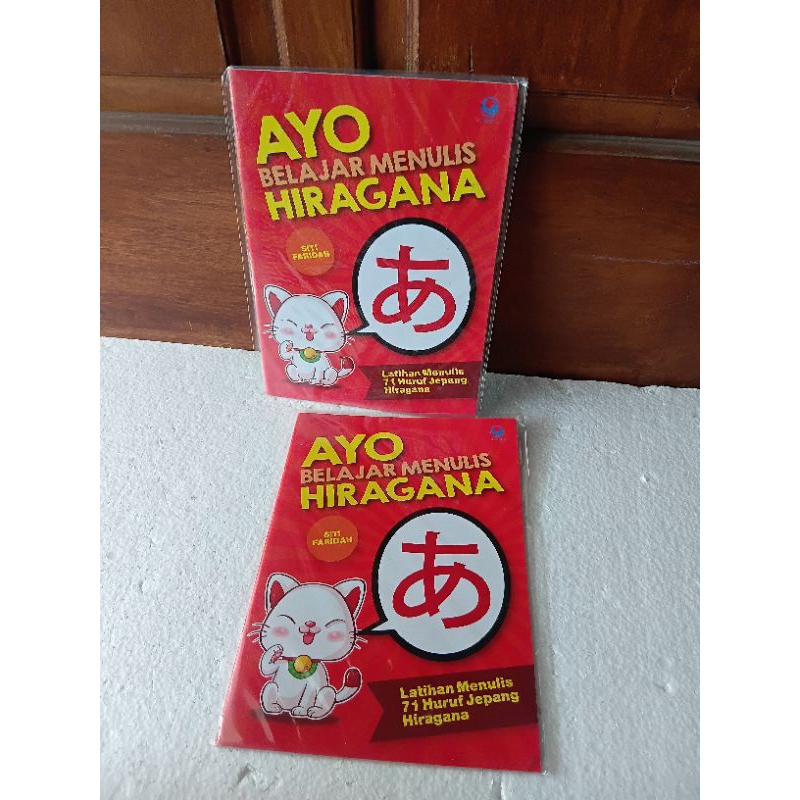 AYO
BELAJAR MENULIS
HIRAGANA
SITI
FARIDAH
あ
Latihan Menulis
71 Huruf Jepang
Hiragana
AYO
BELAJAR MENULIS
HIRAGANA
SITI
FARIDAH
あ
Latihan Menulis
71 Huruf Jepang
Hiragana